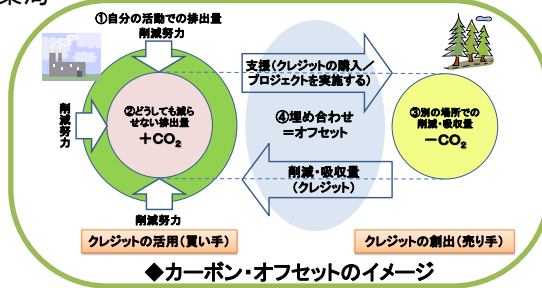 ①自分の活動での排出量
削減努力
削減努力
②どうしても減ら
せない排出量
＋CO₂
削減努力
クレジットの活用（買い手）
支援（クレジットの購入／
プロジェクトを実施する）
④埋め合わせ
＝オフセット
削減・吸収量
（クレジット）
③別の場所での
削減・吸収量
－CO₂
クレジットの創出（売り手）
◆カーボン・オフセットのイメージ